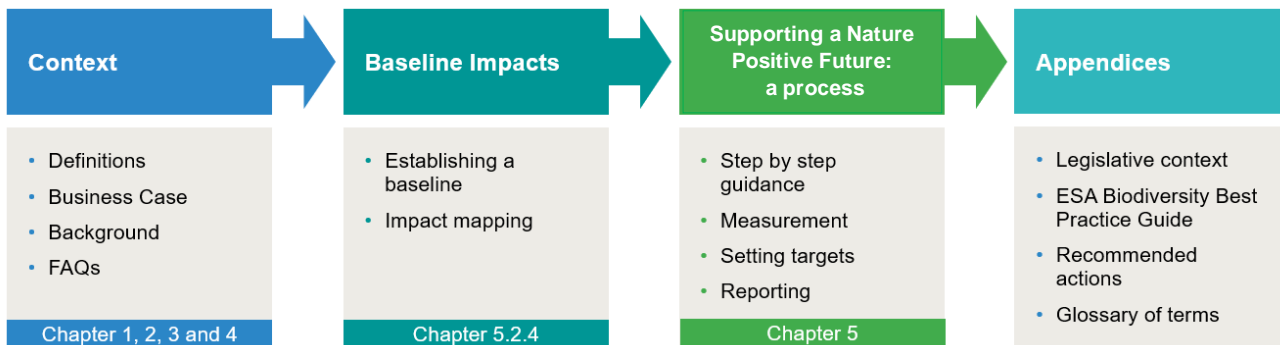 Context
Definitions
Business Case
Background
FAQs
Chapter 1, 2, 3 and 4
Baseline Impacts
Establishing a
baseline
Impact mapping
Chapter 5.2.4
Supporting a Nature
Positive Future:
a process
Step by step
guidance
Measurement
Setting targets
Reporting
Chapter 5
Appendices
Legislative context
ESA Biodiversity Best
Practice Guide
Recommended
actions
Glossary of terms